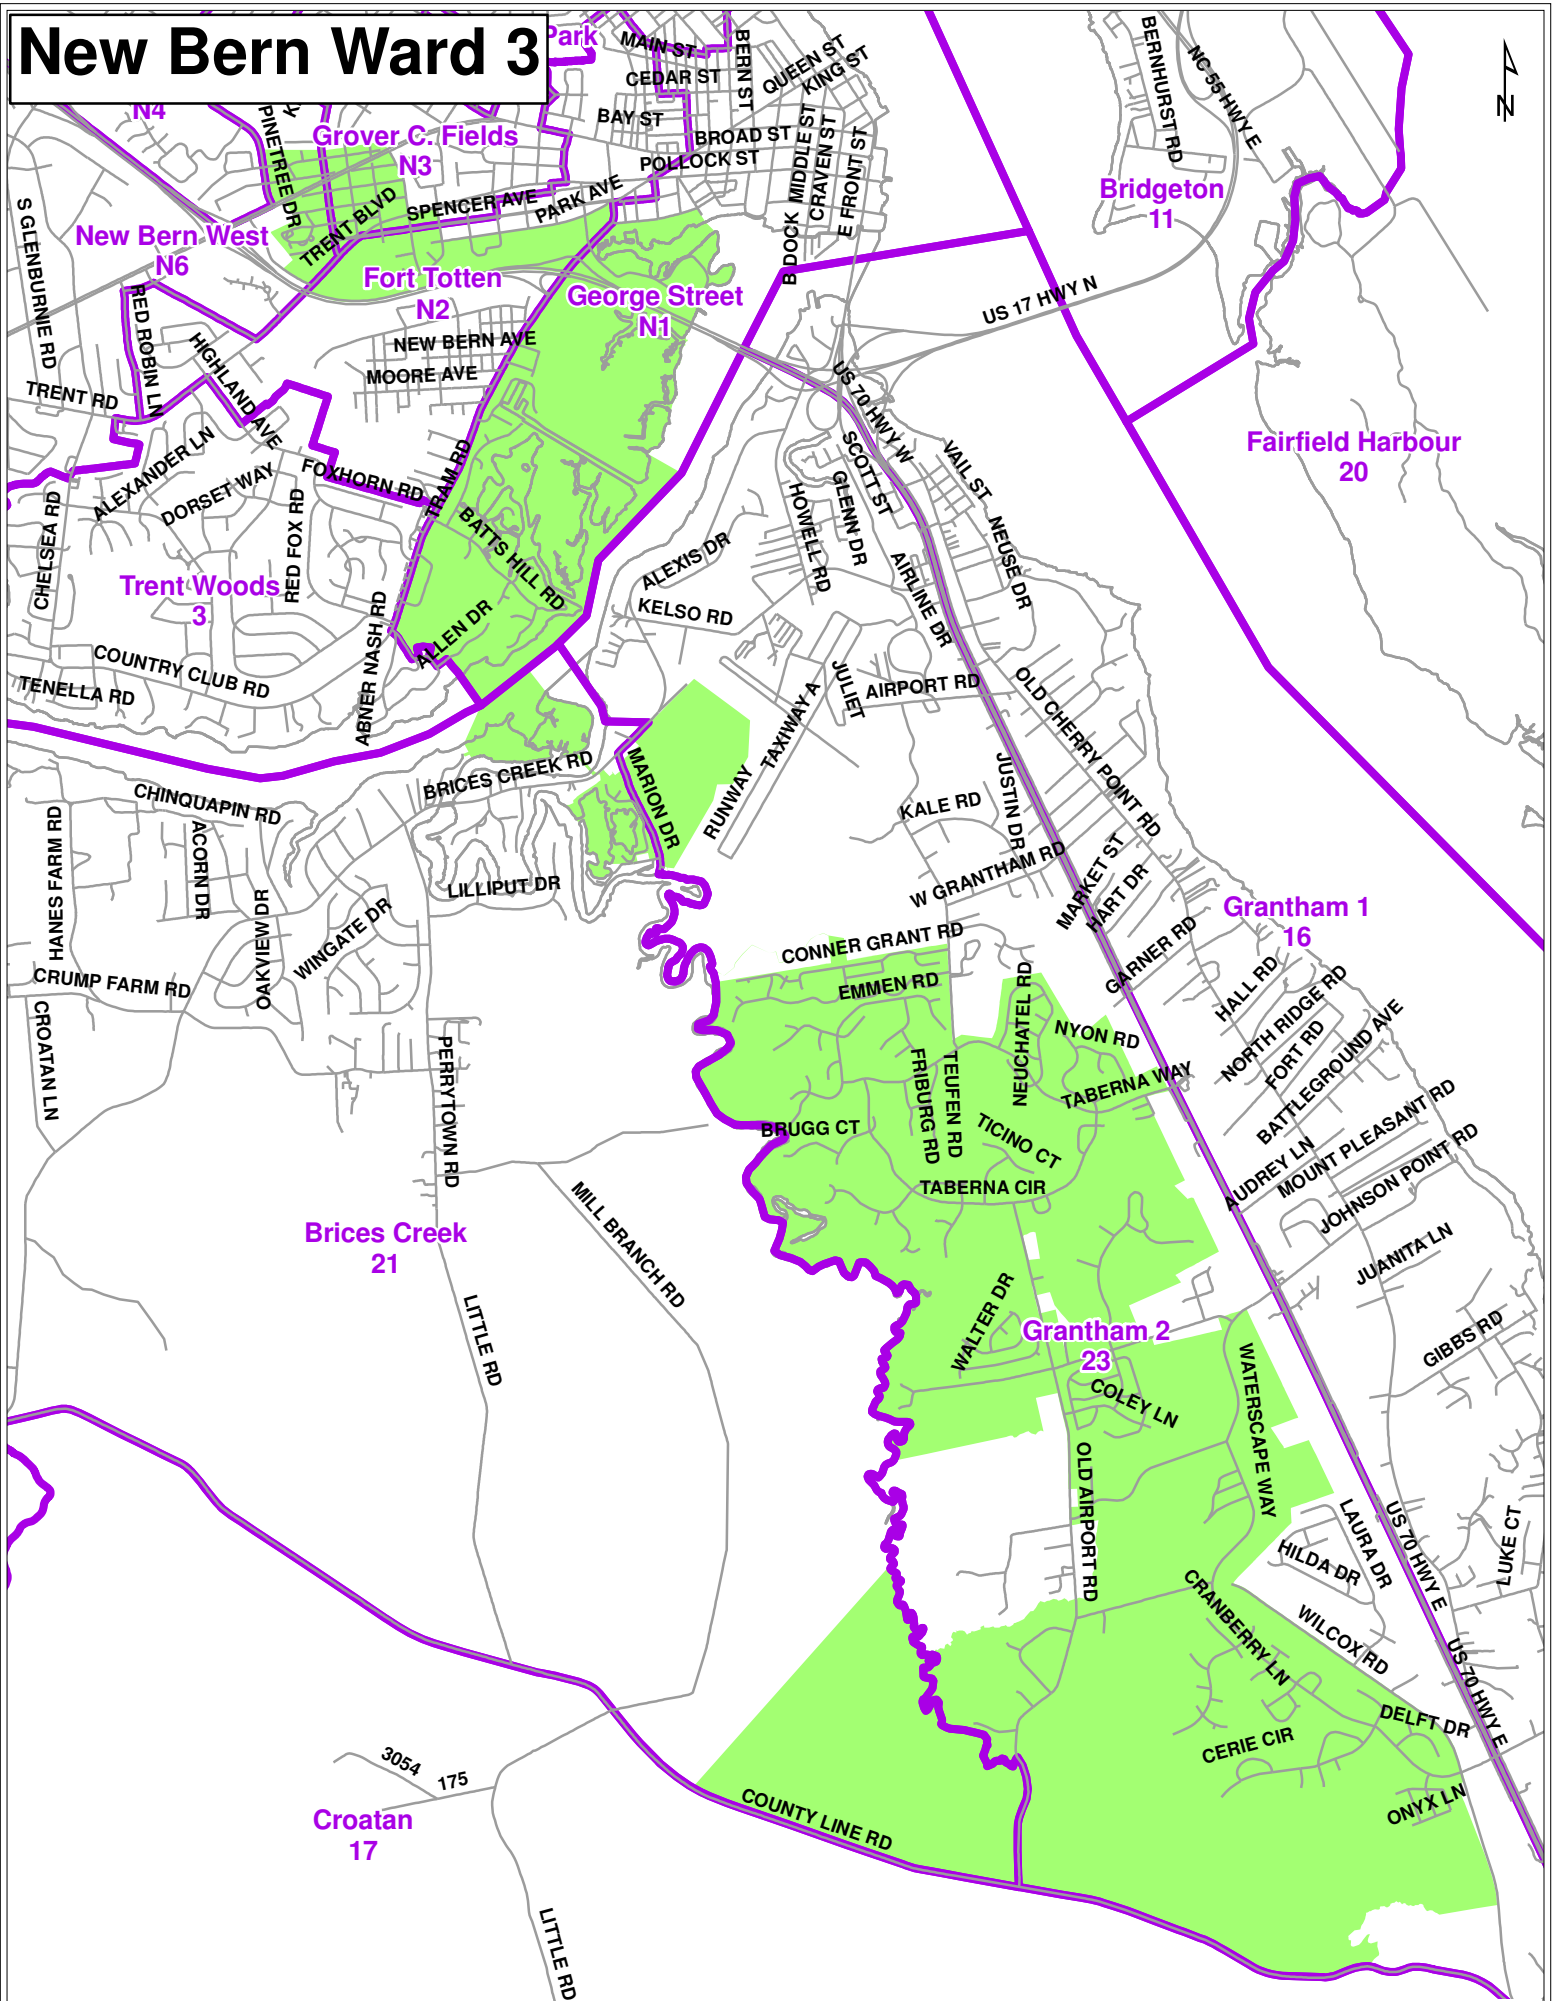 New Bern Ward 3
Park
MAIN ST
BERN ST
QUEEN ST
KING ST
BERNHURST RD
NC 55 HWY E
N
N4
CEDAR ST
BAY ST
BROAD ST
POLLOCK ST
MIDDLE ST
CRAVEN ST
E FRONT ST
B DOCK
PINETREE DR
Grover C. Fields
N3
SPENCER AVE
PARK AVE
TRENT BLVD
Bridgeton
11
S GLENBURNIE RD
New Bern West
N6
Fort Totten
N2
George Street
N1
US 17 HWY N
RED ROBIN LN
HIGHLAND AVE
NEW BERN AVE
MOORE AVE
TRENT RD
US 70 HWY W
Fairfield Harbour
20
ALEXANDER LN
DORSET WAY
FOXHORN RD
TRAM RD
SCOTT ST
VAIL ST
GLENN DR
HOWELL RD
CHELSEA RD
RED FOX RD
BATTS HILL RD
ALEXIS DR
AIRLINE DR
NEUSE DR
Trent Woods
3
KELSO RD
ALLEN DR
ABNER NASH RD
COUNTRY CLUB RD
TENELLA RD
JULIET
AIRPORT RD
OLD CHERRY POINT RD
TAXIWAY A
RUNWAY
BRICES CREEK RD
MARION DR
CHINQUAPIN RD
HANES FARM RD
ACORN DR
KALE RD
JUSTIN DR
W GRANTHAM RD
MARKET ST
HART DR
LILLIPUT DR
OAKVIEW DR
WINGATE DR
Grantham 1
16
CONNER GRANT RD
GARNER RD
CRUMP FARM RD
EMMEN RD
HALL RD
NORTH RIDGE RD
CROATAN LN
NEUCHATEL RD
NYON RD
FORT RD
BATTLEGROUND AVE
PERRYTOWN RD
FRIBURG RD
TEUFEN RD
TABERNA WAY
BRUGG CT
TICINO CT
MOUNT PLEASANT RD
AUDREY LN
JOHNSON POINT RD
TABERNA CIR
MILL BRANCH RD
Brices Creek
21
JUANITA LN
LITTLE RD
WALTER DR
Grantham 2
23
GIBBS RD
COLEY LN
WATERSCAPE WAY
OLD AIRPORT RD
LAURA DR
US 70 HWY E
LUKE CT
HILDA DR
CRANBERRY LN
WILCOX RD
US 70 HWY E
DELFT DR
CERIE CIR
3054
175
Croatan
17
COUNTY LINE RD
ONYX LN
LITTLE RD